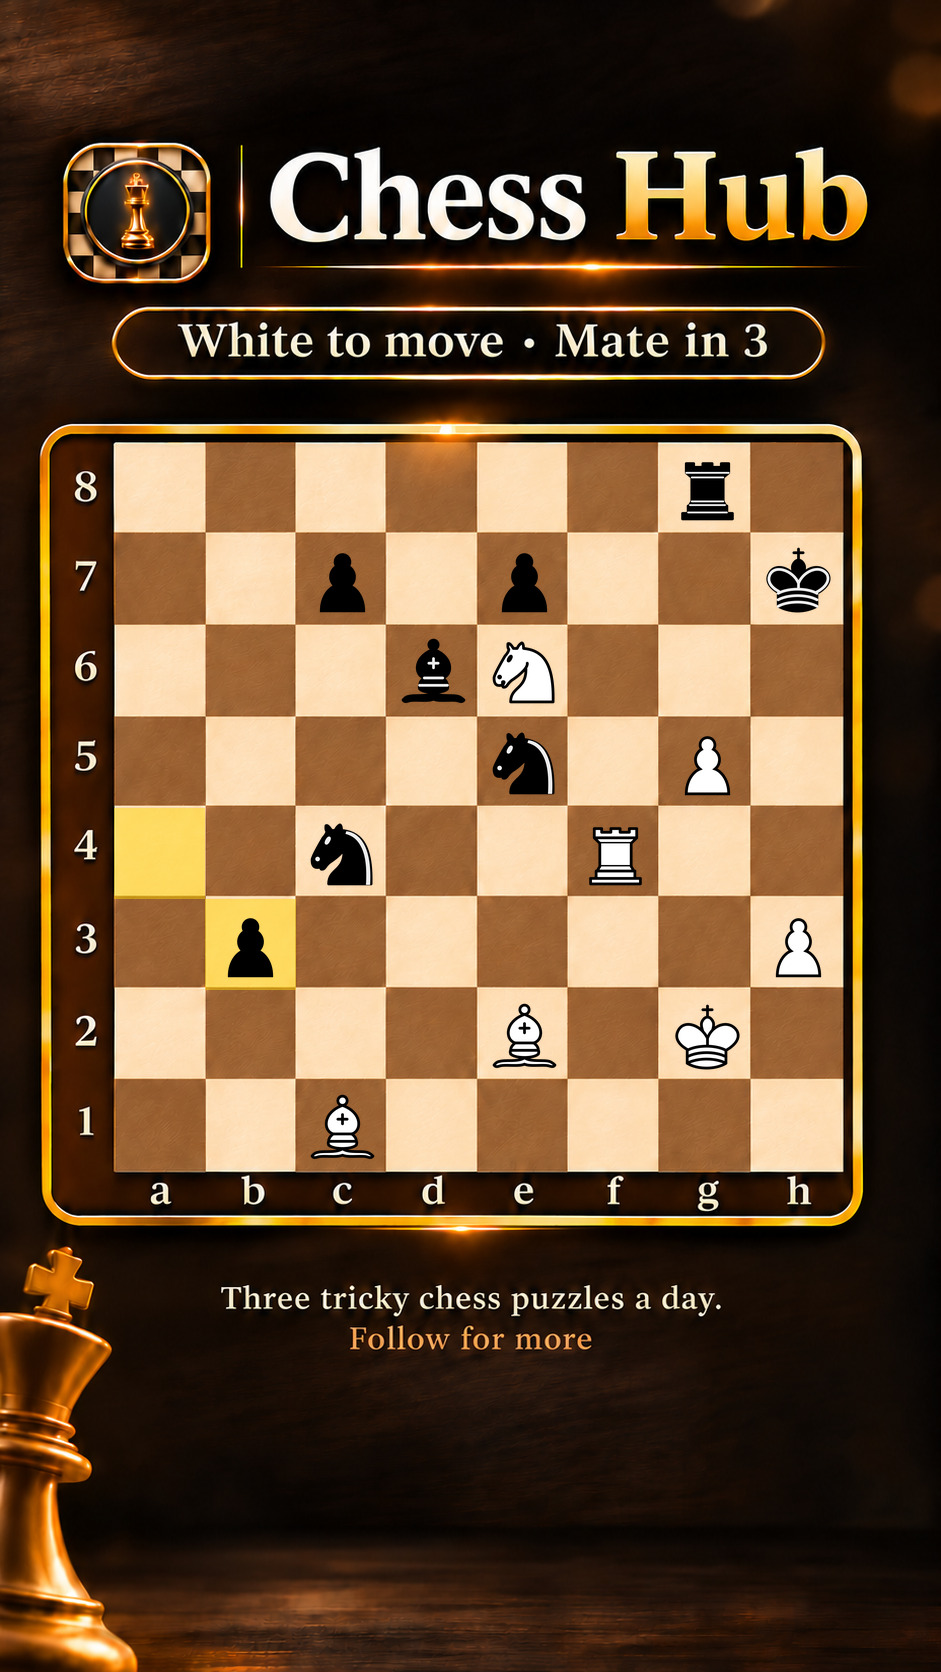 Chess Hub
White to move • Mate in 3
8
7
6
5
4
3
2
1
a b c d e f g h
Three tricky chess puzzles a day.
Follow for more